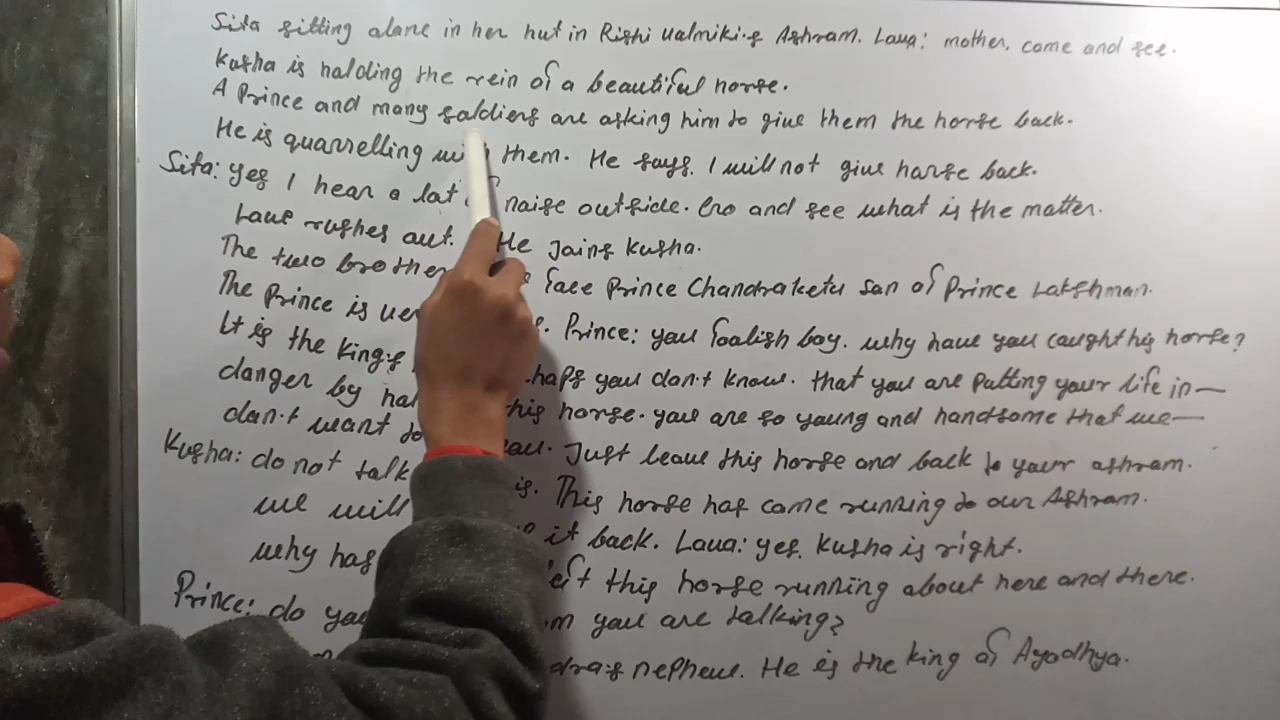 Sita sitting alone in her hut in Rishi Valmiki's Ashram. Lava: mother, come and see.
Kusha is holding the rein of a beautiful horse.
A Prince and many soldiers are asking him to give them the horse back.
He is quarrelling with them. He says. I will not give horse back.
Sita: yes I hear a lot of noise outside. Go and see what is the matter.
Lava rushes out. He Joins Kusha.
The two brothers face Prince Chandraketu son of Prince Lakshman.
The Prince is Prince: you foolish boy. why have you caught this horse?
It is the king's you don't know. that you are putting your life in
danger by this horse. you are so young and handsome that we
don't want to Just leave this horse and back to your ashram.
Kusha: do not talk This horse has come running to our Ashram.
we will it back. Lava: yes. Kusha is right.
why has this horse running about here and there.
Prince: do you are talking?
nephew. He is the king of Ayodhya.